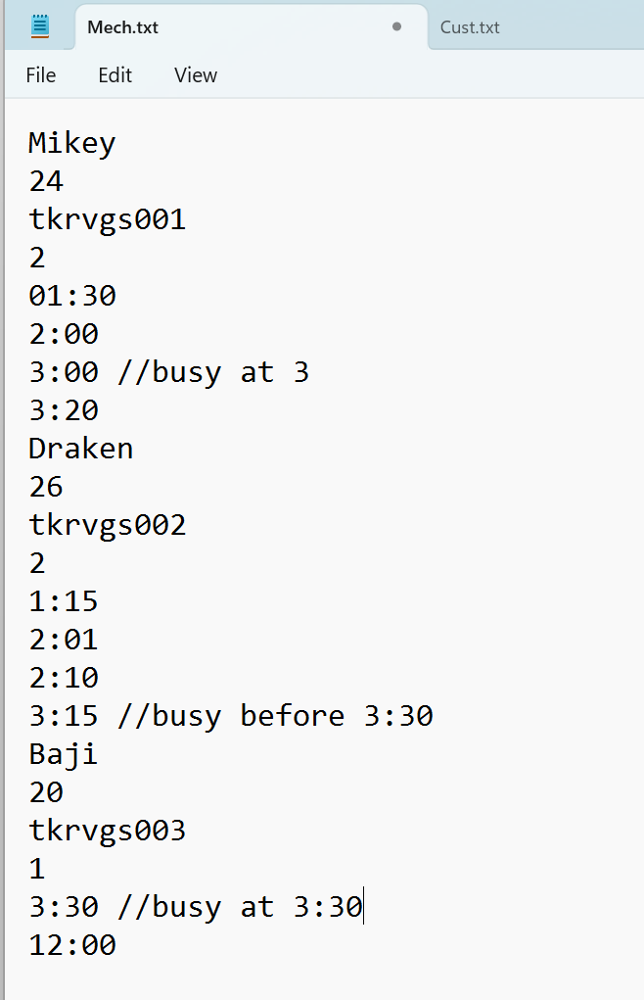 Mech.txt Cust.txt
File Edit View
Mikey
24
tkrvgs001
2
01:30
2:00
3:00 //busy at 3
3:20
Draken
26
tkrvgs002
2
1:15
2:01
2:10
3:15 //busy before 3:30
Baji
20
tkrvgs003
1
3:30 //busy at 3:30
12:00